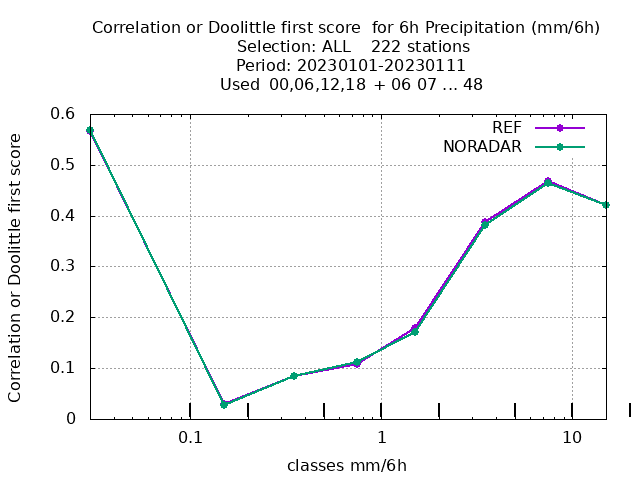 Correlation or Doolittle first score  for 6h Precipitation (mm/6h)
Selection: ALL    222 stations
Period: 20230101-20230111
Used  00,06,12,18  + 06 07 ... 48
REF
NORADAR
Correlation or Doolittle first score
0.6
0.5
0.4
0.3
0.2
0.1
0
0.1
1
10
classes mm/6h